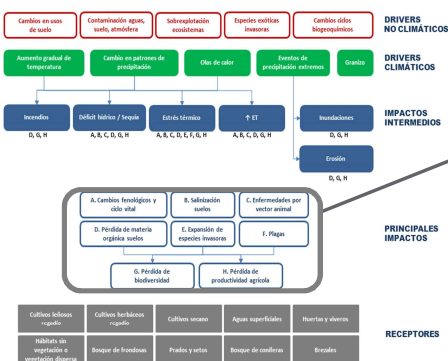 Cambios en usos
de suelo
Contaminación aguas,
suelo, atmósfera
Sobrexplotación
ecosistemas
Especies exóticas
invasoras
Cambios ciclos
biogeoquímicos
DRIVERS
NO CLIMÁTICOS
Aumento gradual de
temperatura
Cambio en patrones de
precipitación
Olas de calor
Eventos de
precipitación extremos
Granizo
DRIVERS
CLIMÁTICOS
Incendios
Déficit hídrico / Sequía
Estrés térmico
↑ ET
Inundaciones
IMPACTOS
INTERMEDIOS
D, G, H
A, B, C, D, G, H
A, B, C, D, E, F, G, H
A, B, C, D, G, H
D, G, H
Erosión
D, G, H
A. Cambios fenológicos y
ciclo vital
B. Salinización
suelos
C. Enfermedades por
vector animal
D. Pérdida de materia
orgánica suelos
E. Expansión de
especies invasoras
F. Plagas
PRINCIPALES
IMPACTOS
G. Pérdida de
biodiversidad
H. Pérdida de
productividad agrícola
Cultivos leñosos
regadío
Cultivos herbáceos
regadío
Cultivos secano
Aguas superficiales
Huertas y viveros
RECEPTORES
Hábitats sin
vegetación o
vegetación dispersa
Bosque de frondosas
Prados y setos
Bosque de coníferas
Brezales